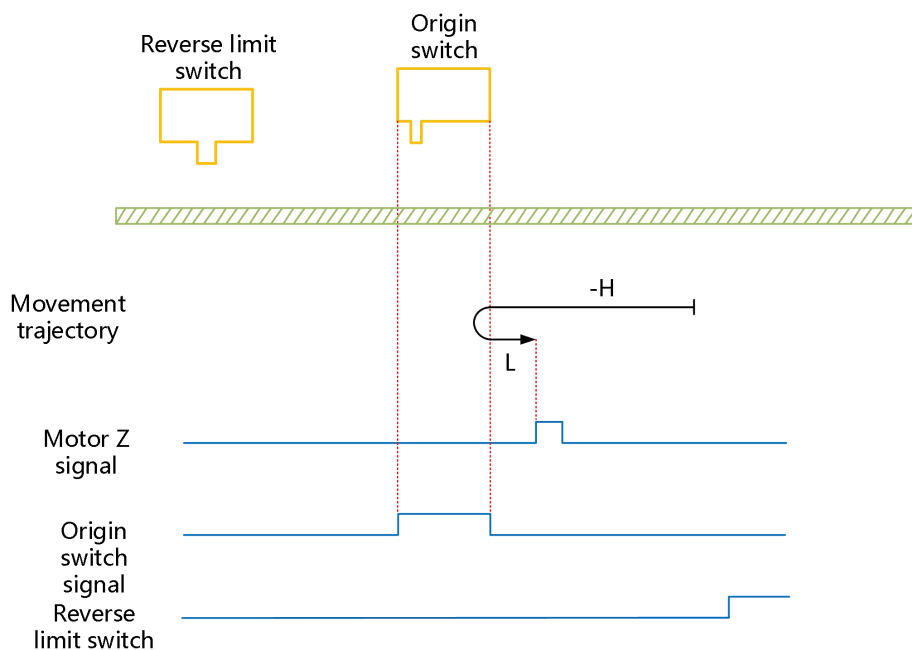 Reverse limit
switch
Origin
switch
Movement
trajectory
-H
L
Motor Z
signal
Origin
switch
signal
Reverse
limit switch